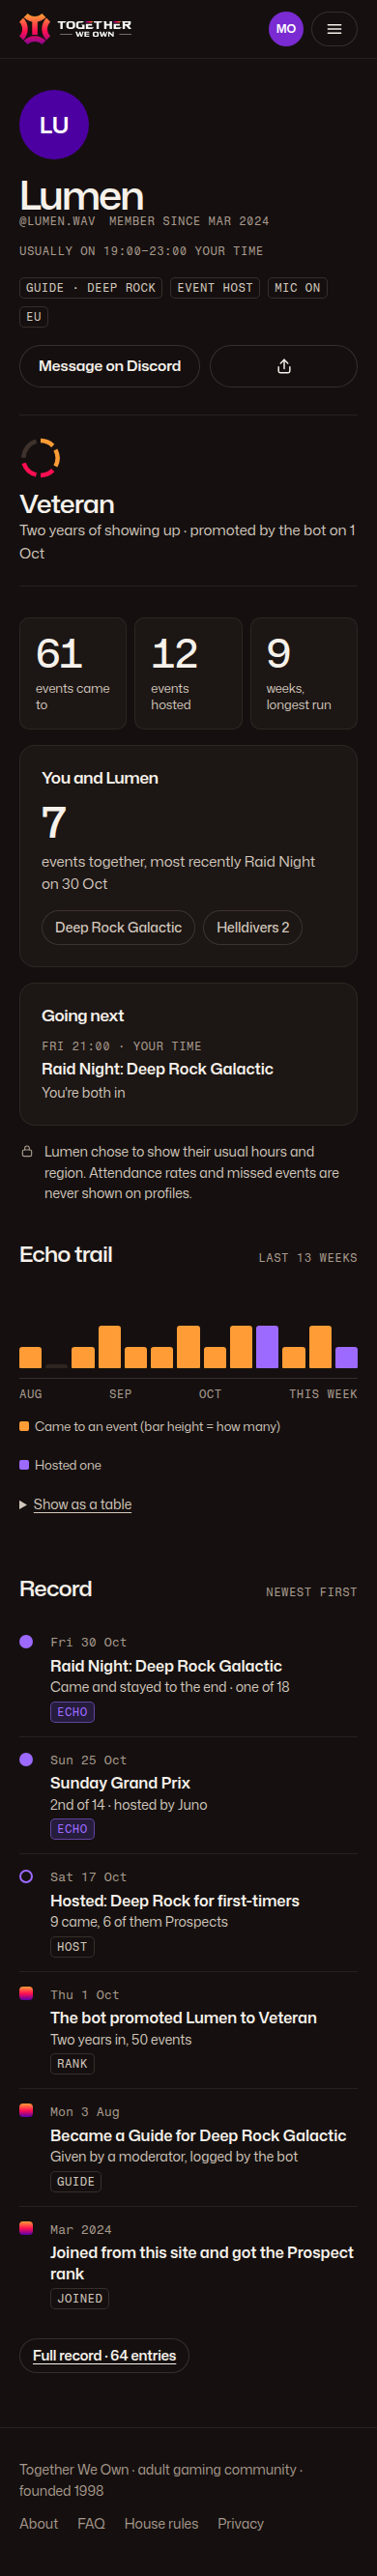 TOGETHER
WE OWN
MO
LU
Lumen
@LUMEN.WAV MEMBER SINCE MAR 2024
USUALLY ON 19:00–23:00 YOUR TIME
GUIDE · DEEP ROCK EVENT HOST MIC ON
EU
Message on Discord
Veteran
Two years of showing up · promoted by the bot on 1
Oct
61 12 9
events came events weeks,
to hosted longest run
You and Lumen
7
events together, most recently Raid Night
on 30 Oct
Deep Rock Galactic Helldivers 2
Going next
FRI 21:00 · YOUR TIME
Raid Night: Deep Rock Galactic
You're both in
Lumen chose to show their usual hours and
region. Attendance rates and missed events are
never shown on profiles.
Echo trail LAST 13 WEEKS
AUG SEP OCT THIS WEEK
Came to an event (bar height = how many)
Hosted one
Show as a table
Record NEWEST FIRST
Fri 30 Oct
Raid Night: Deep Rock Galactic
Came and stayed to the end · one of 18
ECHO
Sun 25 Oct
Sunday Grand Prix
2nd of 14 · hosted by Juno
ECHO
Sat 17 Oct
Hosted: Deep Rock for first-timers
9 came, 6 of them Prospects
HOST
Thu 1 Oct
The bot promoted Lumen to Veteran
Two years in, 50 events
RANK
Mon 3 Aug
Became a Guide for Deep Rock Galactic
Given by a moderator, logged by the bot
GUIDE
Mar 2024
Joined from this site and got the Prospect
rank
JOINED
Full record · 64 entries
Together We Own · adult gaming community ·
founded 1998
About FAQ House rules Privacy